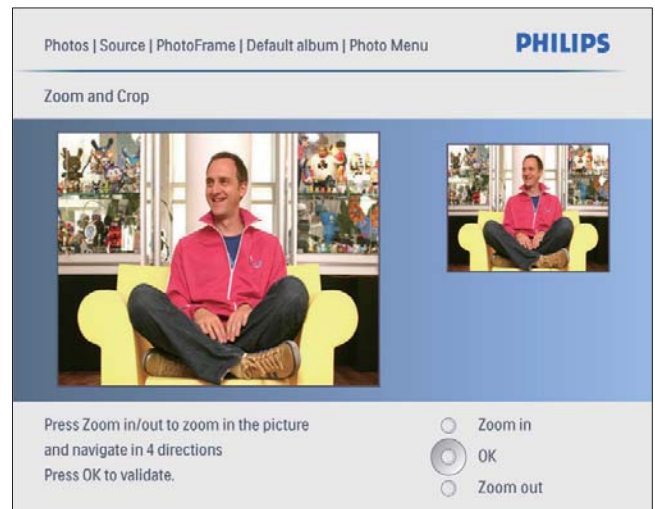 Photos | Source | PhotoFrame | Default album | Photo Menu
PHILIPS
Zoom and Crop
Press Zoom in/out to zoom in the picture
and navigate in 4 directions
Press OK to validate.
Zoom in
OK
Zoom out